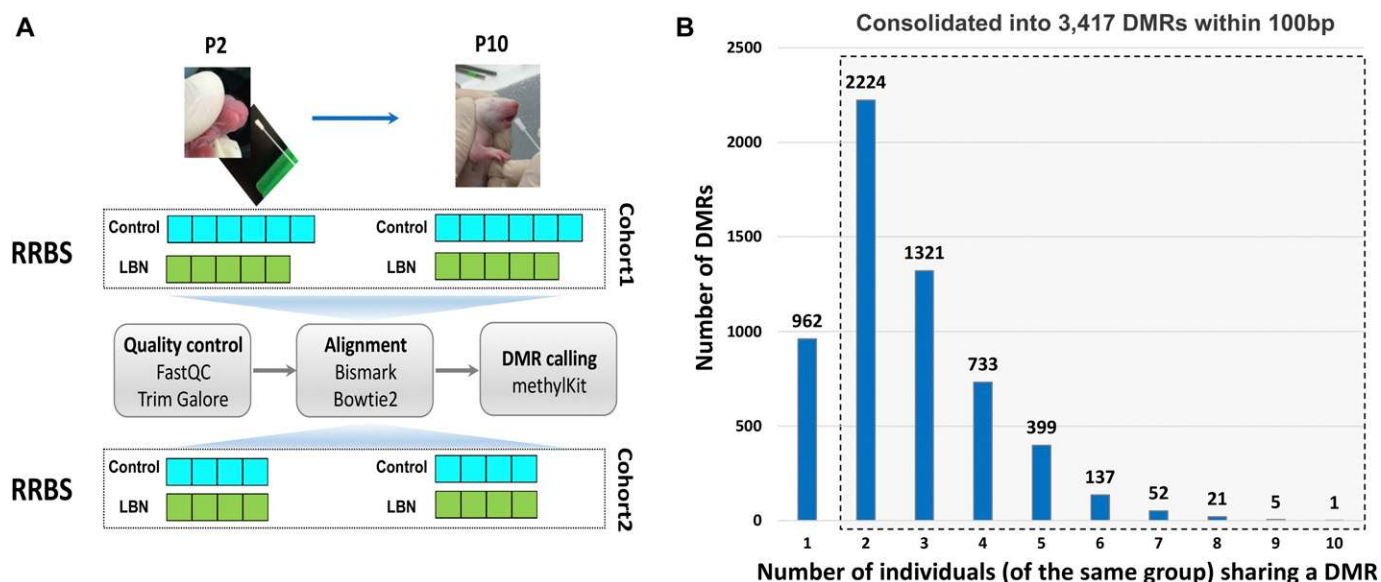 A
P2
P10
Control
Control
LBN
LBN
RRBS
Cohort1
Quality control
FastQC
Trim Galore
Alignment
Bismark
Bowtie2
DMR calling
methylKit
Control
Control
LBN
LBN
RRBS
Cohort2
B
Consolidated into 3,417 DMRs within 100bp
Number of DMRs
2500
2000
1500
1000
500
0
962
2224
1321
733
399
137
52
21
5
1
1 2 3 4 5 6 7 8 9 10
Number of individuals (of the same group) sharing a DMR